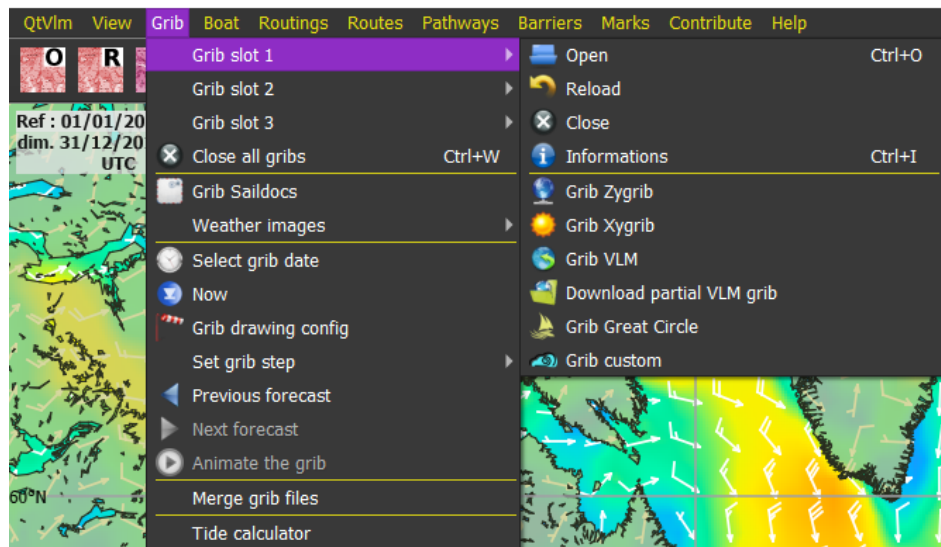 QtVlm View Grib Boat Routings Routes Pathways Barriers Marks Contribute Help
O R
Ref : 01/01/20
dim. 31/12/20
UTC
60°N
Grib slot 1
Grib slot 2
Grib slot 3
Close all gribs Ctrl+W
Grib Saildocs
Weather images
Select grib date
Now
Grib drawing config
Set grib step
Previous forecast
Next forecast
Animate the grib
Merge grib files
Tide calculator
Open Ctrl+O
Reload
Close
Informations Ctrl+I
Grib Zygrib
Grib Xygrib
Grib VLM
Download partial VLM grib
Grib Great Circle
Grib custom